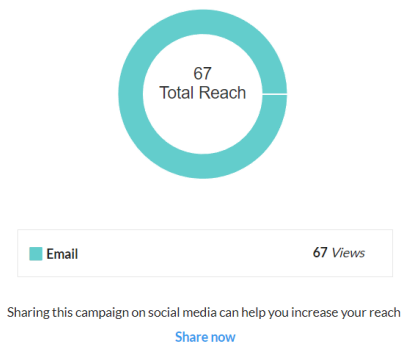 67
Total Reach
Email
67 Views
Sharing this campaign on social media can help you increase your reach
Share now